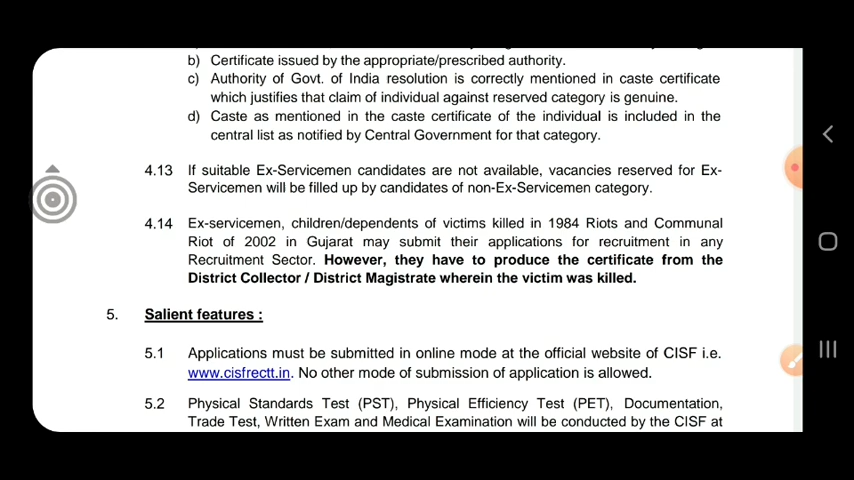 b) Certificate issued by the appropriate/prescribed authority.
c) Authority of Govt. of India resolution is correctly mentioned in caste certificate
which justifies that claim of individual against reserved category is genuine.
d) Caste as mentioned in the caste certificate of the individual is included in the
central list as notified by Central Government for that category.
4.13 If suitable Ex-Servicemen candidates are not available, vacancies reserved for Ex-
Servicemen will be filled up by candidates of non-Ex-Servicemen category.
4.14 Ex-servicemen, children/dependents of victims killed in 1984 Riots and Communal
Riot of 2002 in Gujarat may submit their applications for recruitment in any
Recruitment Sector. However, they have to produce the certificate from the
District Collector / District Magistrate wherein the victim was killed.
5. Salient features :
5.1 Applications must be submitted in online mode at the official website of CISF i.e.
www.cisfrectt.in. No other mode of submission of application is allowed.
5.2 Physical Standards Test (PST), Physical Efficiency Test (PET), Documentation,
Trade Test, Written Exam and Medical Examination will be conducted by the CISF at